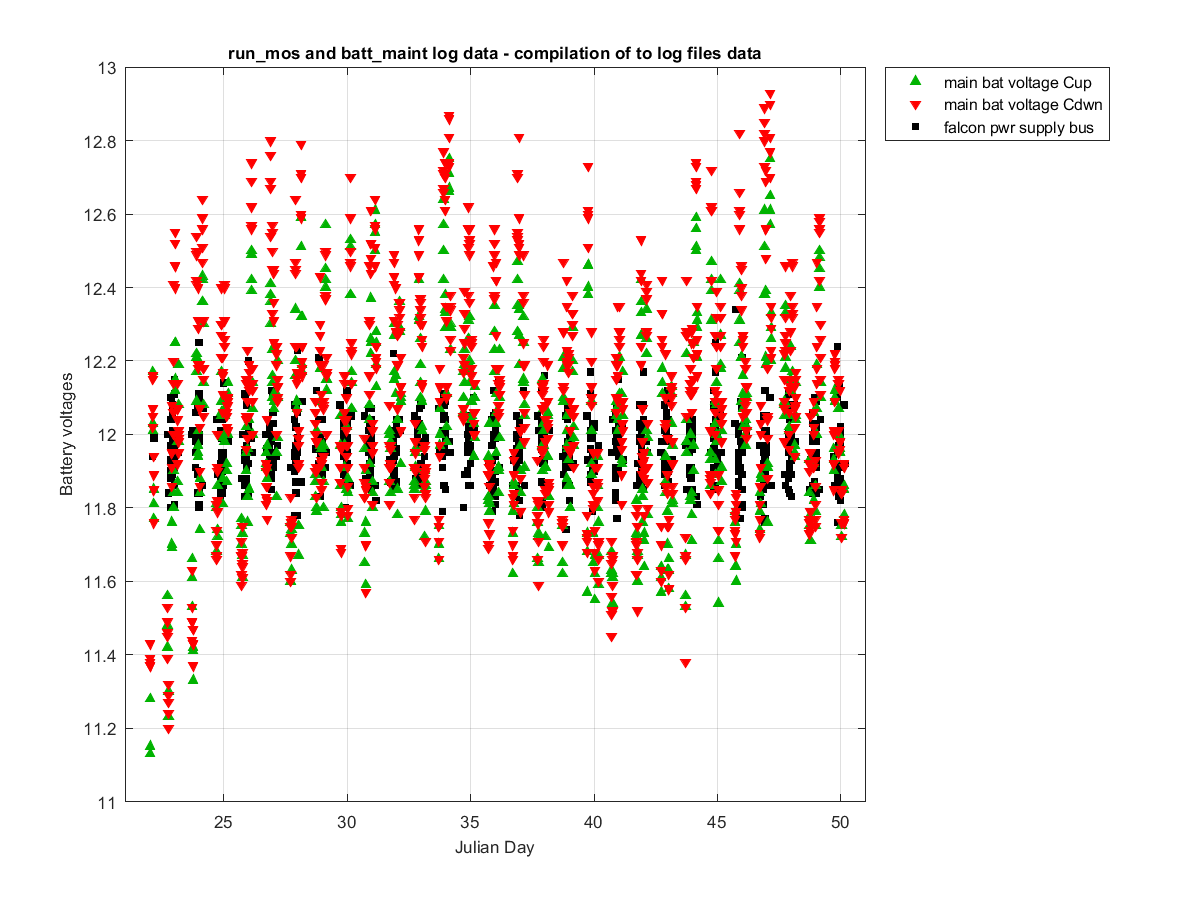 run_mos and batt_maint log data - compilation of to log files data
main bat voltage Cup
main bat voltage Cdwn
falcon pwr supply bus
Battery voltages
13
12.8
12.6
12.4
12.2
12
11.8
11.6
11.4
11.2
11
25 30 35 40 45 50
Julian Day